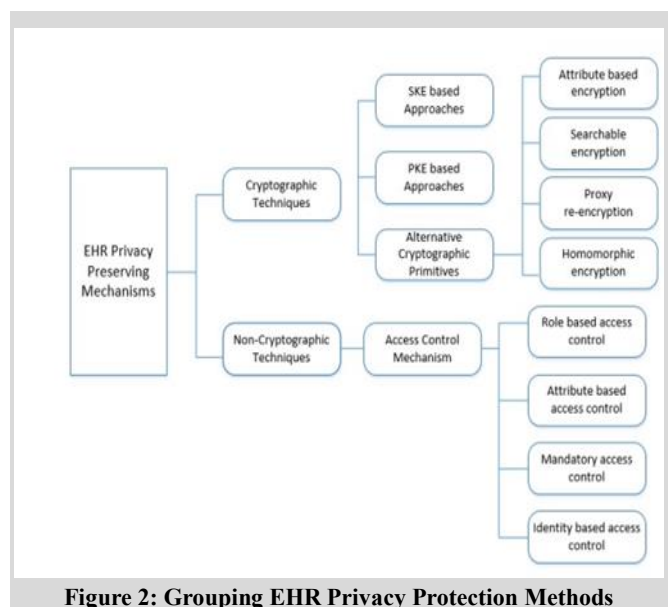 EHR Privacy
Preserving
Mechanisms
Cryptographic
Techniques
SKE based
Approaches
PKE based
Approaches
Alternative
Cryptographic
Primitives
Attribute based
encryption
Searchable
encryption
Proxy
re-encryption
Homomorphic
encryption
Non-Cryptographic
Techniques
Access Control
Mechanism
Role based access
control
Attribute based
access control
Mandatory access
control
Identity based access
control
Figure 2: Grouping EHR Privacy Protection Methods